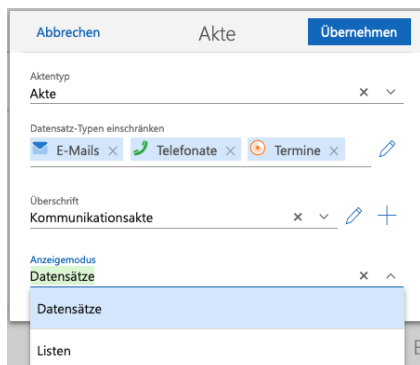 Abbrechen Akte Übernehmen
Aktentyp
Akte
Datensatz-Typen einschränken
E-Mails Telefonate Termine
Überschrift
Kommunikationsakte
Anzeigemodus
Datensätze
Datensätze
Listen